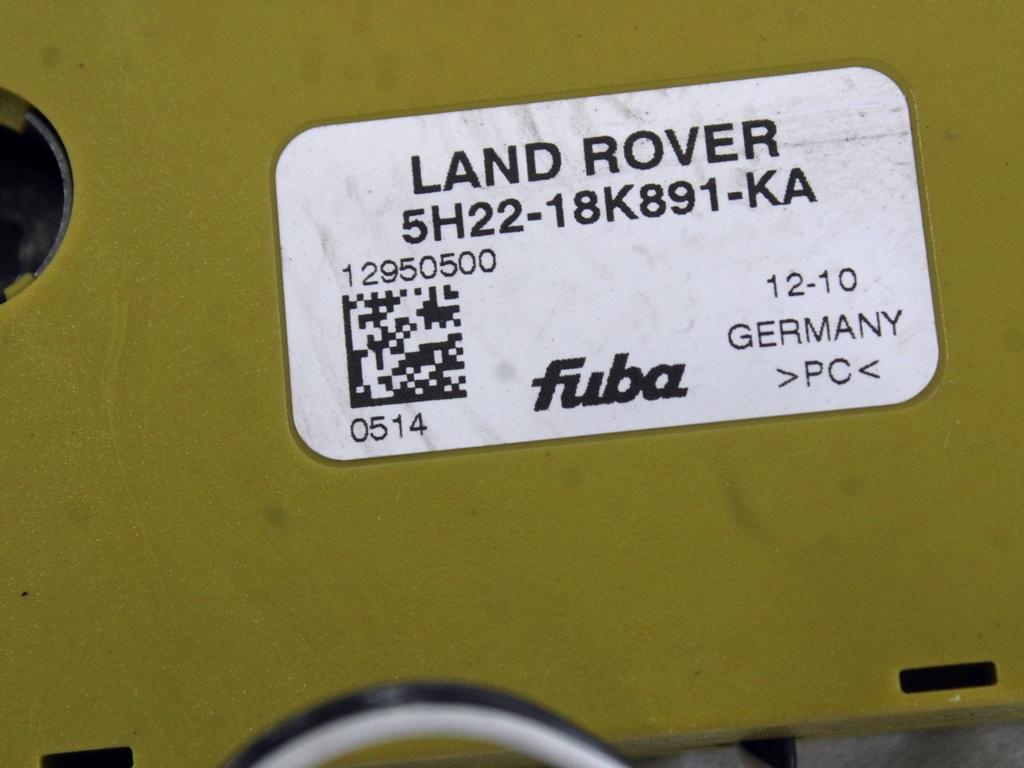 LAND ROVER
5H22-18K891-KA
12950500
12-10
GERMANY
fuba
>PC<
0514